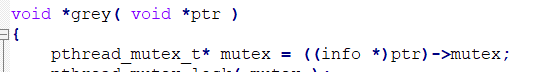 void *grey( void *ptr )
{
pthread_mutex_t* mutex = ((info *)ptr)->mutex;